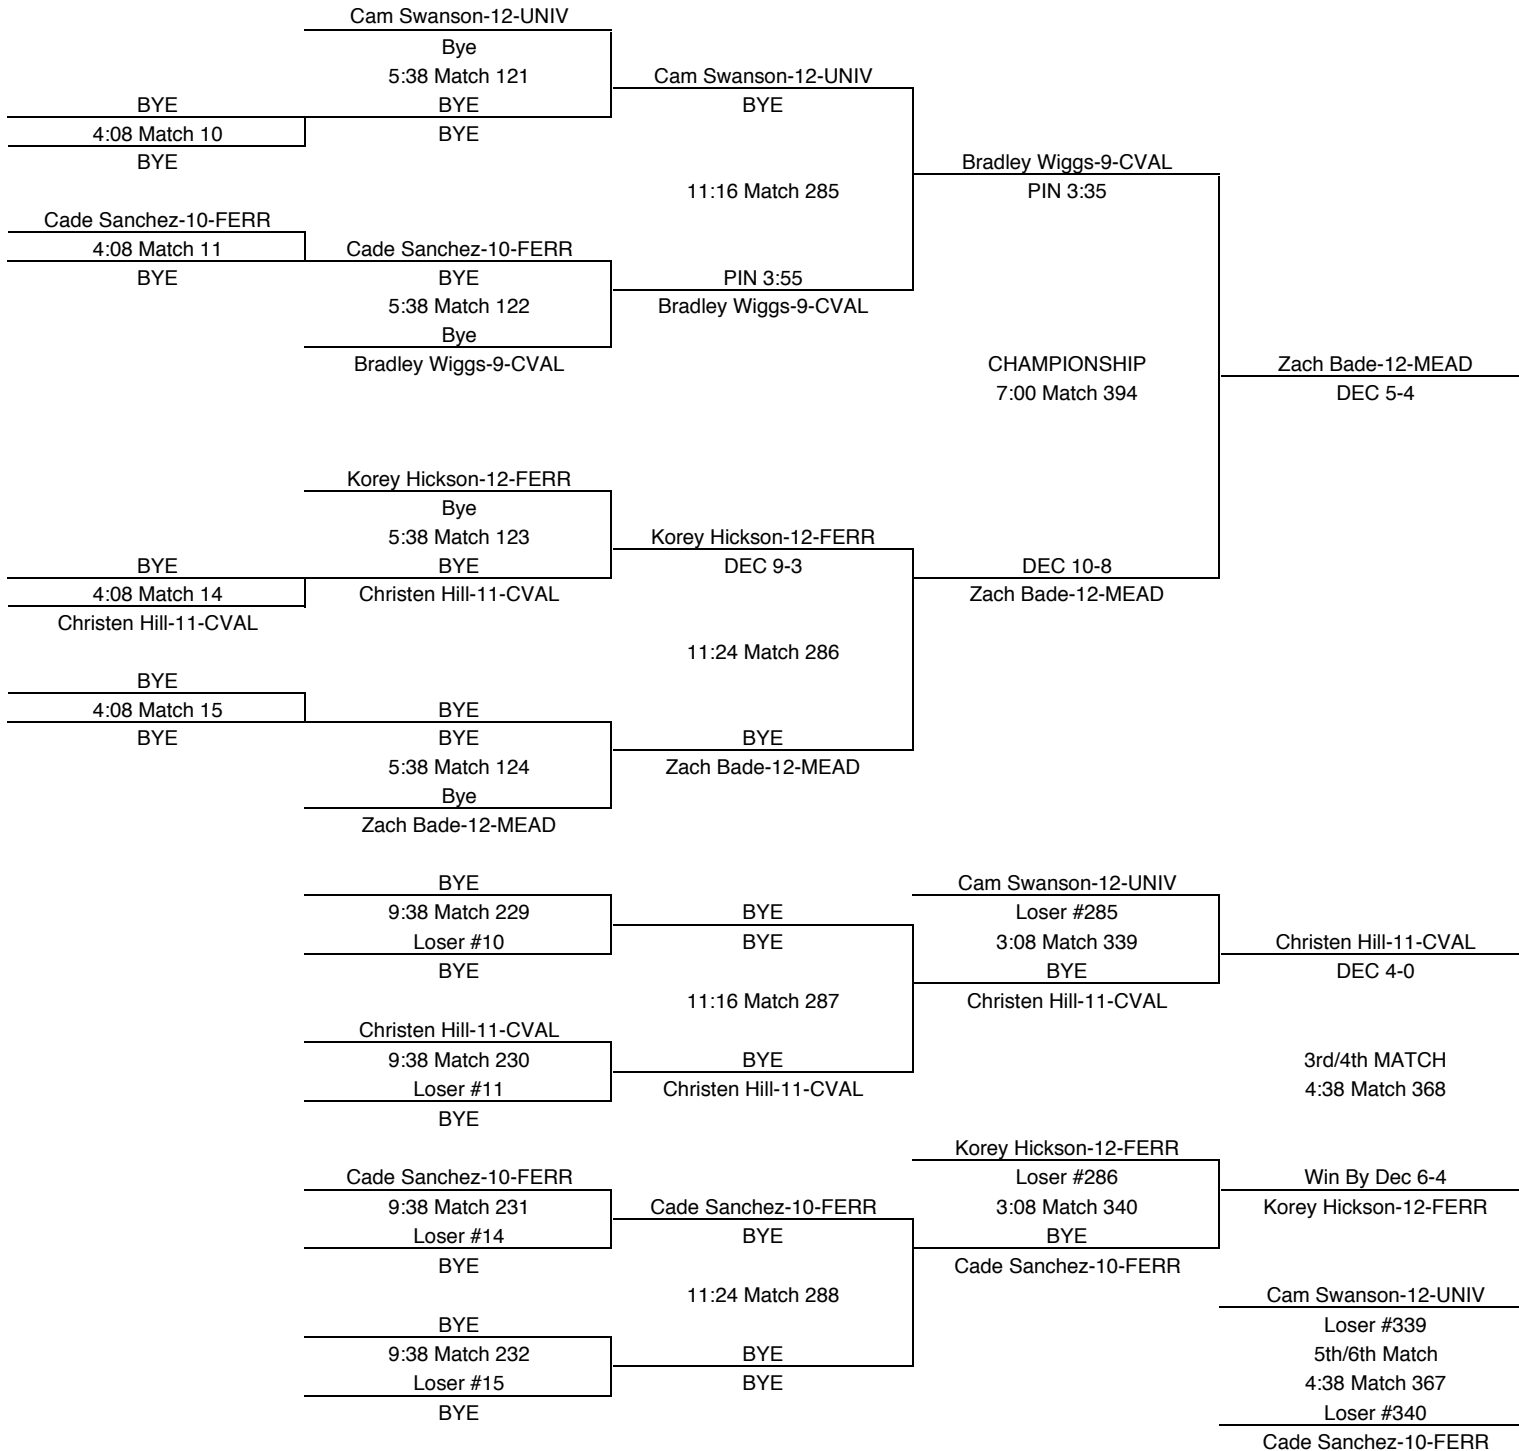 Cam Swanson-12-UNIV
Bye
5:38 Match 121
Cam Swanson-12-UNIV
BYE
BYE
BYE
4:08 Match 10
BYE
BYE
Bradley Wiggs-9-CVAL
11:16 Match 285
PIN 3:35
Cade Sanchez-10-FERR
4:08 Match 11
Cade Sanchez-10-FERR
BYE
BYE
PIN 3:55
5:38 Match 122
Bradley Wiggs-9-CVAL
Bye
Bradley Wiggs-9-CVAL
CHAMPIONSHIP
Zach Bade-12-MEAD
7:00 Match 394
DEC 5-4
Korey Hickson-12-FERR
Bye
5:38 Match 123
Korey Hickson-12-FERR
BYE
BYE
DEC 9-3
DEC 10-8
4:08 Match 14
Christen Hill-11-CVAL
Zach Bade-12-MEAD
Christen Hill-11-CVAL
11:24 Match 286
BYE
4:08 Match 15
BYE
BYE
BYE
BYE
5:38 Match 124
Zach Bade-12-MEAD
Bye
Zach Bade-12-MEAD
BYE
Cam Swanson-12-UNIV
9:38 Match 229
BYE
Loser #285
Loser #10
BYE
3:08 Match 339
Christen Hill-11-CVAL
BYE
BYE
DEC 4-0
11:16 Match 287
Christen Hill-11-CVAL
Christen Hill-11-CVAL
9:38 Match 230
BYE
3rd/4th MATCH
Loser #11
Christen Hill-11-CVAL
4:38 Match 368
BYE
Korey Hickson-12-FERR
Cade Sanchez-10-FERR
Loser #286
Win By Dec 6-4
9:38 Match 231
Cade Sanchez-10-FERR
3:08 Match 340
Korey Hickson-12-FERR
Loser #14
BYE
BYE
BYE
Cade Sanchez-10-FERR
11:24 Match 288
Cam Swanson-12-UNIV
BYE
Loser #339
9:38 Match 232
BYE
5th/6th Match
Loser #15
BYE
4:38 Match 367
BYE
Loser #340
Cade Sanchez-10-FERR